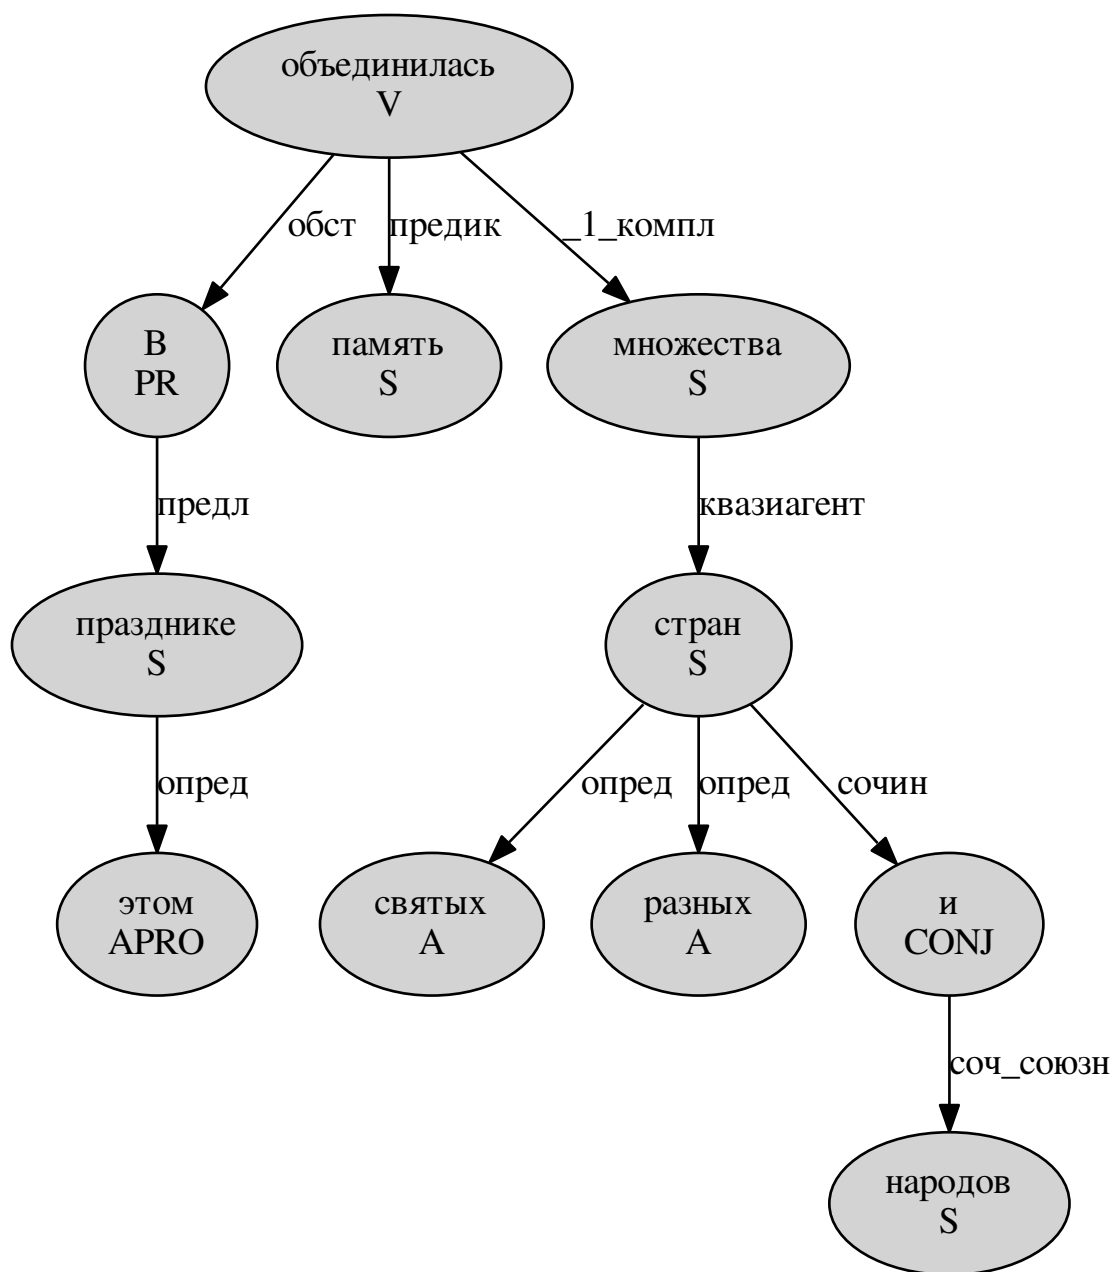 объединилась
V
обст
предик
_1_компл
В
PR
память
S
множества
S
предл
квазиагент
празднике
S
стран
S
опред
опред
опред
сочин
этом
APRO
святых
A
разных
A
и
CONJ
соч_союзн
народов
S